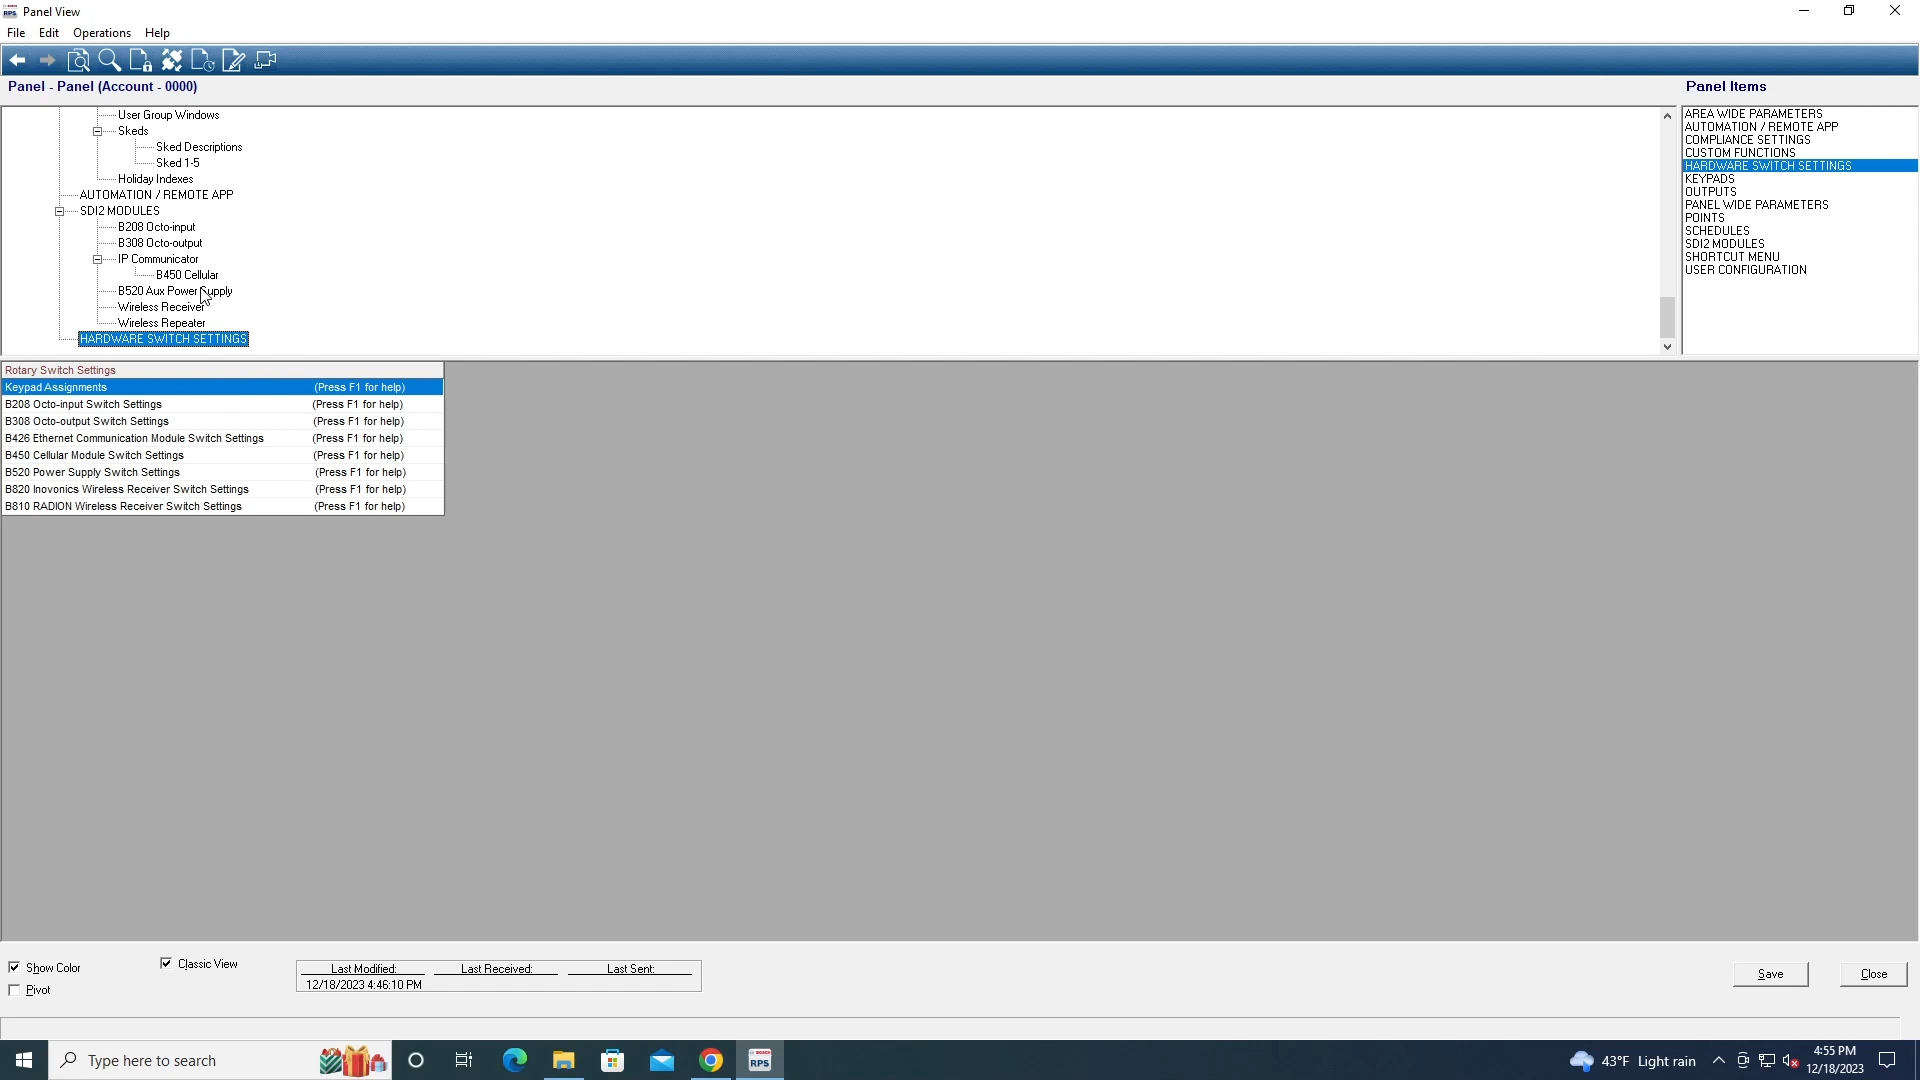 Panel View
File Edit Operations Help
Panel - Panel (Account - 0000)
Panel Items
User Group Windows
Skeds
Sked Descriptions
Sked 1-5
Holiday Indexes
AUTOMATION / REMOTE APP
SDI2 MODULES
B208 Octo-input
B308 Octo-output
IP Communicator
B450 Cellular
B520 Aux Power Supply
Wireless Receiver
Wireless Repeater
HARDWARE SWITCH SETTINGS
AREA WIDE PARAMETERS
AUTOMATION / REMOTE APP
COMPLIANCE SETTINGS
CUSTOM FUNCTIONS
HARDWARE SWITCH SETTINGS
KEYPADS
OUTPUTS
PANEL WIDE PARAMETERS
POINTS
SCHEDULES
SDI2 MODULES
SHORTCUT MENU
USER CONFIGURATION
Rotary Switch Settings
Keypad Assignments (Press F1 for help)
B208 Octo-input Switch Settings (Press F1 for help)
B308 Octo-output Switch Settings (Press F1 for help)
B426 Ethernet Communication Module Switch Settings (Press F1 for help)
B450 Cellular Module Switch Settings (Press F1 for help)
B520 Power Supply Switch Settings (Press F1 for help)
B820 Inovonics Wireless Receiver Switch Settings (Press F1 for help)
B810 RADION Wireless Receiver Switch Settings (Press F1 for help)
Show Color
Classic View
Pivot
Last Modified: Last Received: Last Sent:
12/18/2023 4:46:10 PM
Save Close
Type here to search
RPS
43°F Light rain
4:55 PM
12/18/2023